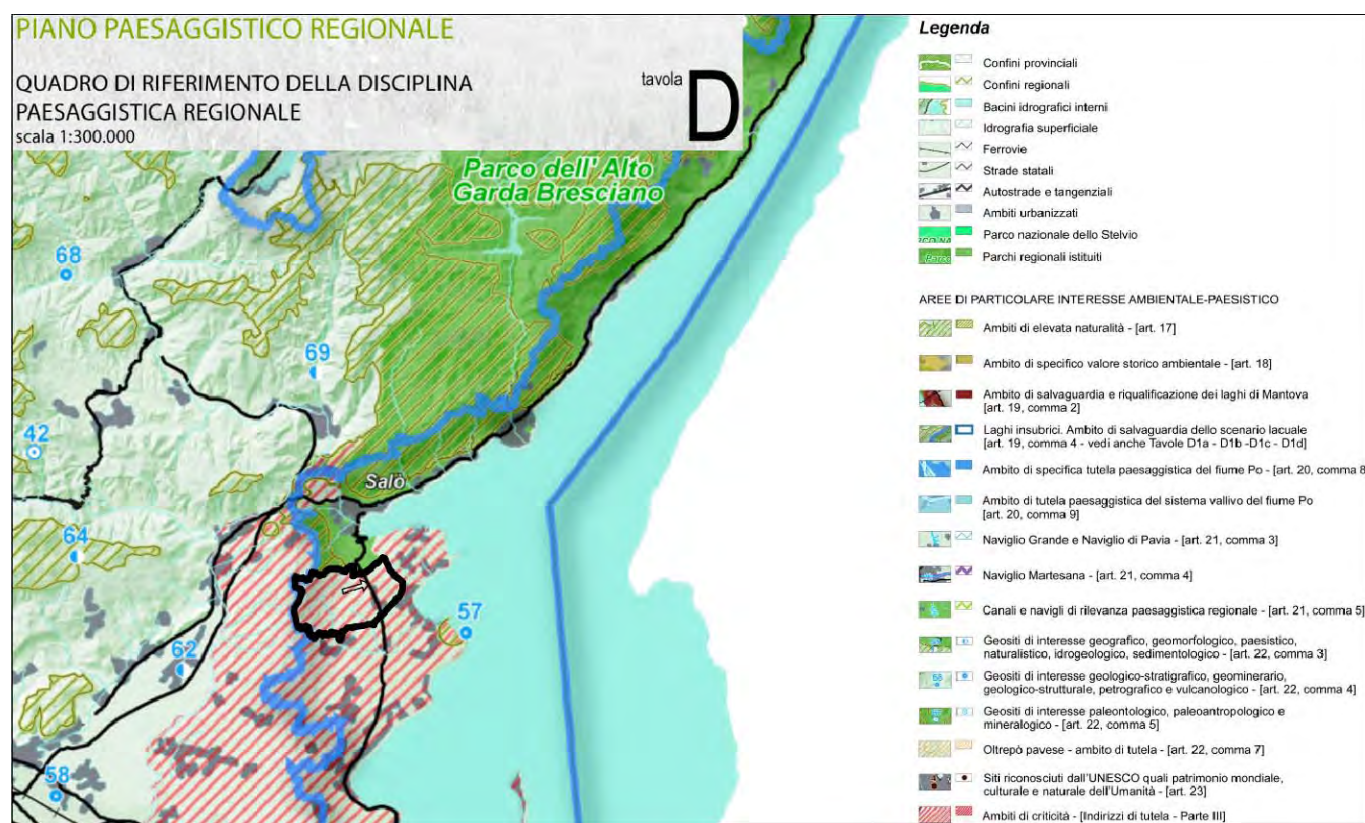 PIANO PAESAGGISTICO REGIONALE
QUADRO DI RIFERIMENTO DELLA DISCIPLINA
PAESAGGISTICA REGIONALE
scala 1:300.000
tavola
D
Parco dell' Alto
Garda Bresciano
68
69
42
Salò
64
57
62
58
Legenda
Confini provinciali
Confini regionali
Bacini idrografici interni
Idrografia superficiale
Ferrovie
Strade statali
Autostrade e tangenziali
Ambiti urbanizzati
Parco nazionale dello Stelvio
Parchi regionali istituiti
AREE DI PARTICOLARE INTERESSE AMBIENTALE-PAESISTICO
Ambiti di elevata naturalità - [art. 17]
Ambito di specifico valore storico ambientale - [art. 18]
Ambito di salvaguardia e riqualificazione dei laghi di Mantova
[art. 19, comma 2]
Laghi insubrici. Ambito di salvaguardia dello scenario lacuale
[art. 19, comma 4 - vedi anche Tavole D1a - D1b -D1c - D1d]
Ambito di specifica tutela paesaggistica del fiume Po - [art. 20, comma 8
Ambito di tutela paesaggistica del sistema vallivo del fiume Po
[art. 20, comma 9]
Naviglio Grande e Naviglio di Pavia - [art. 21, comma 3]
Naviglio Martesana - [art. 21, comma 4]
Canali e navigli di rilevanza paesaggistica regionale - [art. 21, comma 5]
Geositi di interesse geografico, geomorfologico, paesistico,
naturalistico, idrogeologico, sedimentologico - [art. 22, comma 3]
Geositi di interesse geologico-stratigrafico, geominerario,
geologico-strutturale, petrografico e vulcanologico - [art. 22, comma 4]
Geositi di interesse paleontologico, paleoantropologico e
mineralogico - [art. 22, comma 5]
Oltrepò pavese - ambito di tutela - [art. 22, comma 7]
Siti riconosciuti dall'UNESCO quali patrimonio mondiale,
culturale e naturale dell'Umanità - [art. 23]
Ambiti di criticità - [Indirizzi di tutela - Parte III]